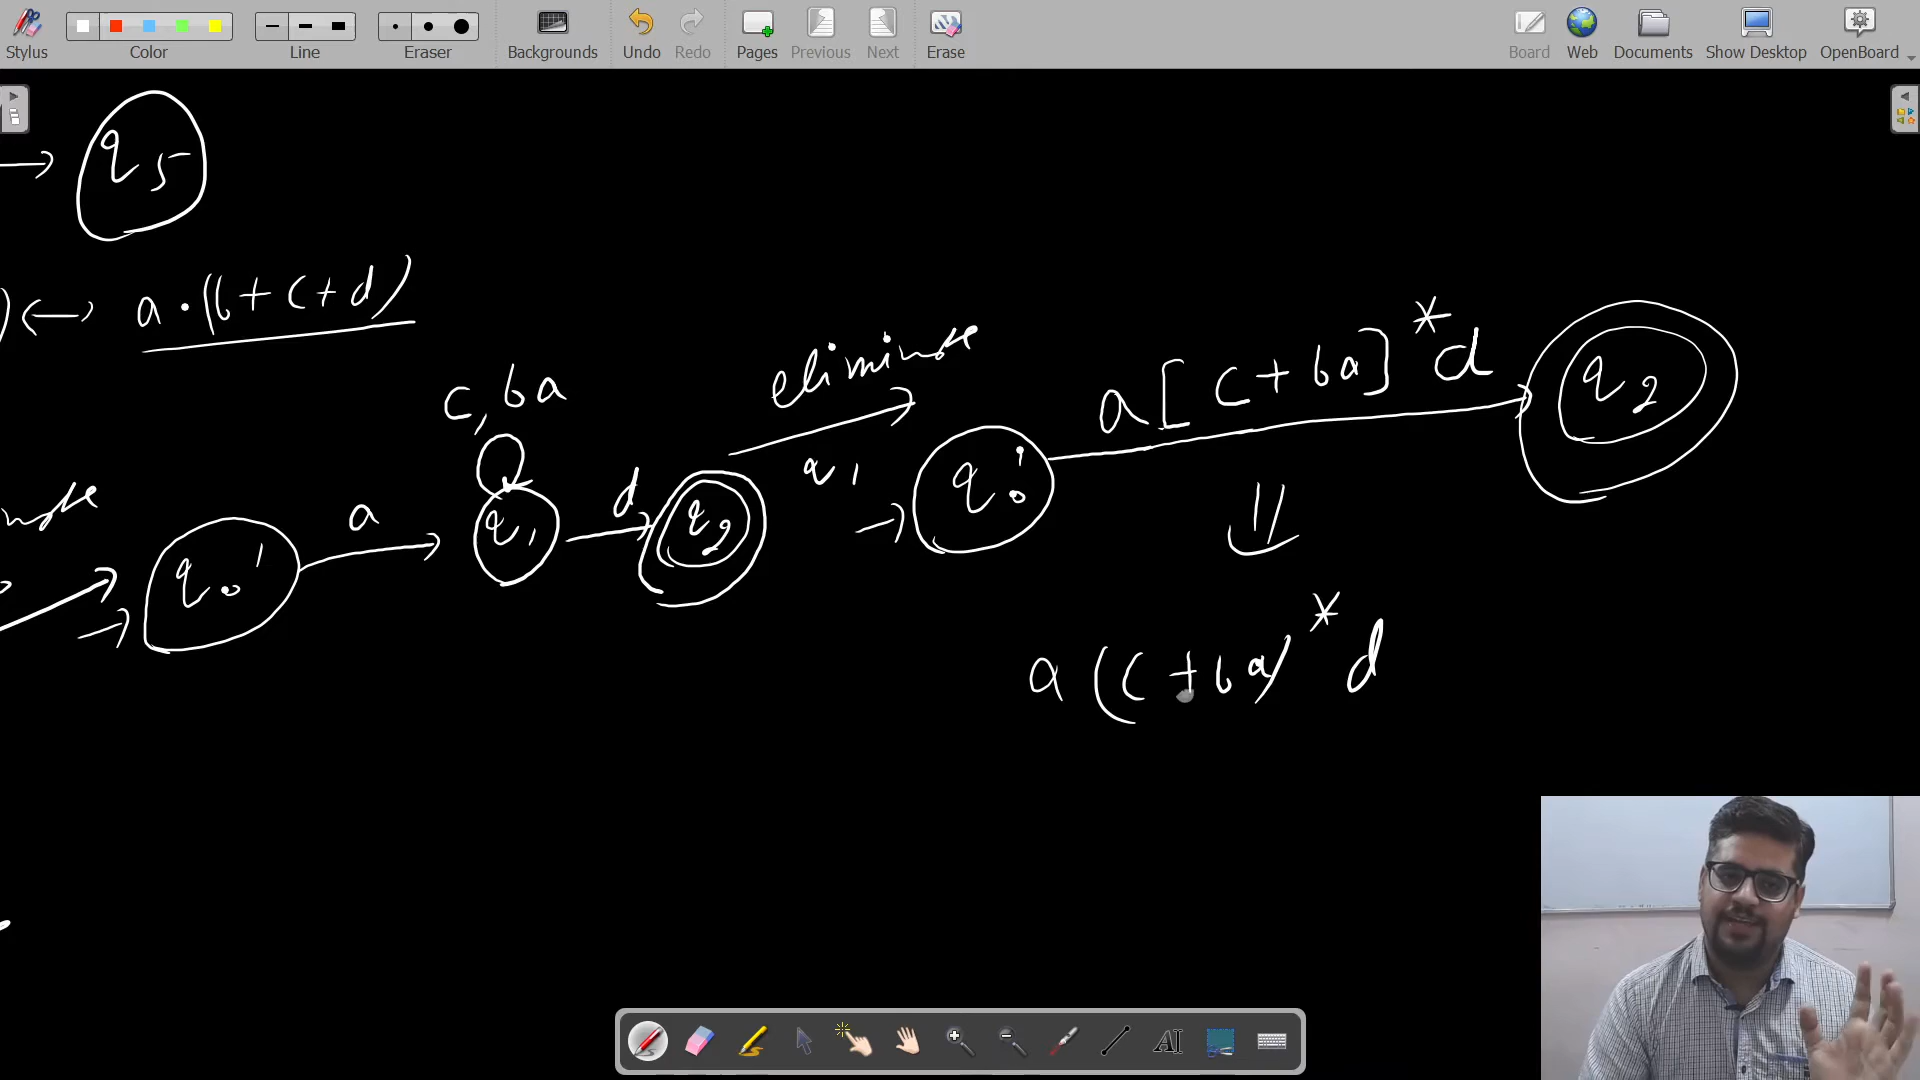 Stylus Color Line Eraser Backgrounds Undo Redo Pages Previous Next Erase Board Web Documents Show Desktop OpenBoard
→ q5
) ↔ a·(b+c+d)
c, ba
eliminate
q1
a[c+ba]*d
→ q0' a → q1 d → q2
→ q0' → q2
⇓
a(c+ba)*d